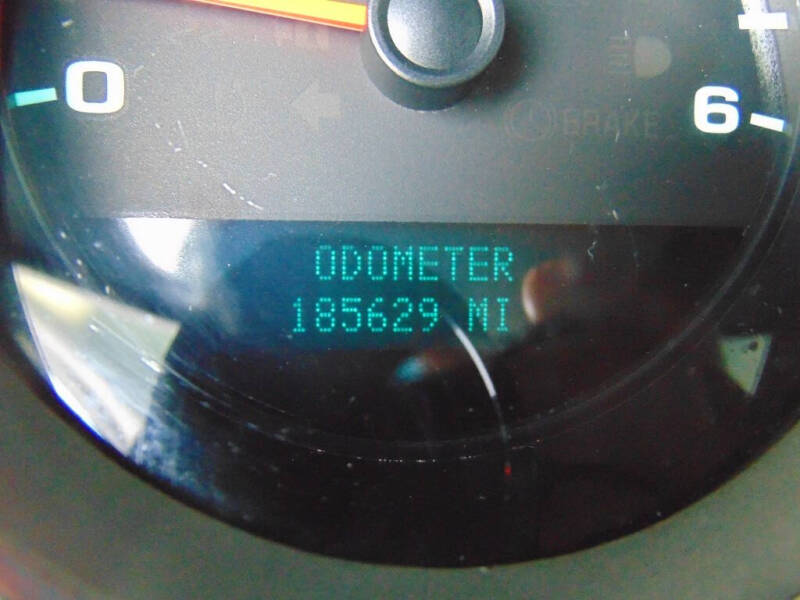 0
6
BRAKE
ODOMETER
185629 MI